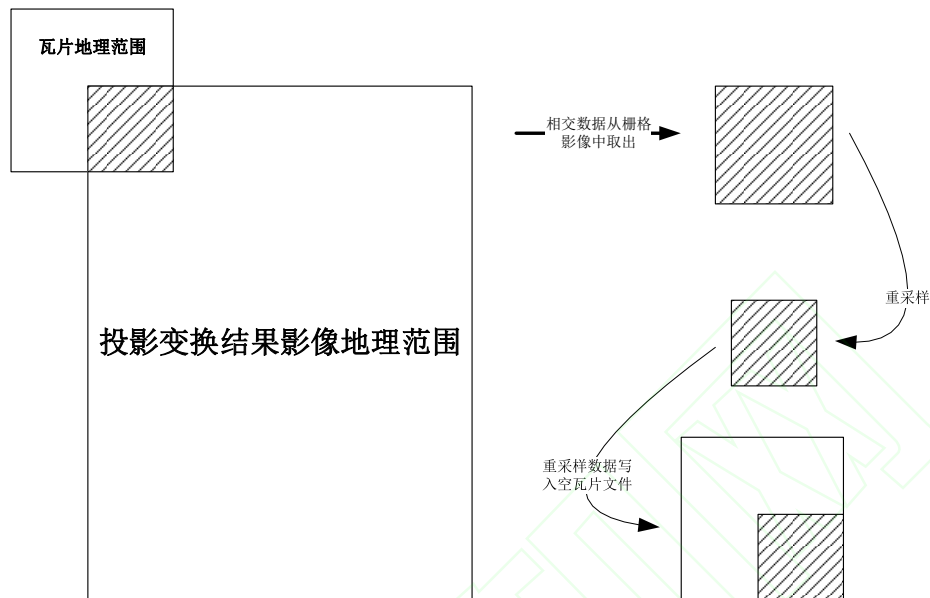 瓦片地理范围
相交数据从栅格
影像中取出
重采样
投影变换结果影像地理范围
重采样数据写
入空瓦片文件